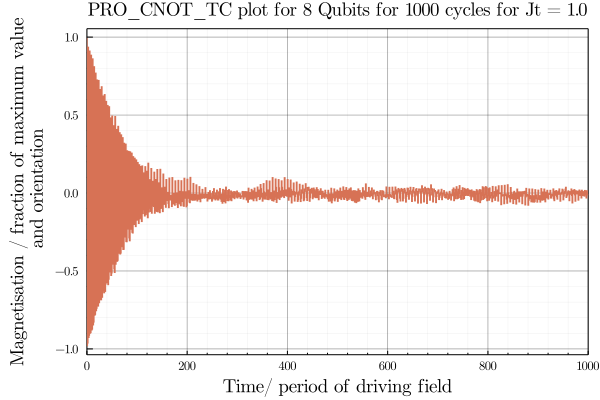 PRO_CNOT_TC plot for 8 Qubits for 1000 cycles for Jt = 1.0
Magnetisation / fraction of maximum value
and orientation
1.0
0.5
0.0
−0.5
−1.0
0 200 400 600 800 1000
Time/ period of driving field